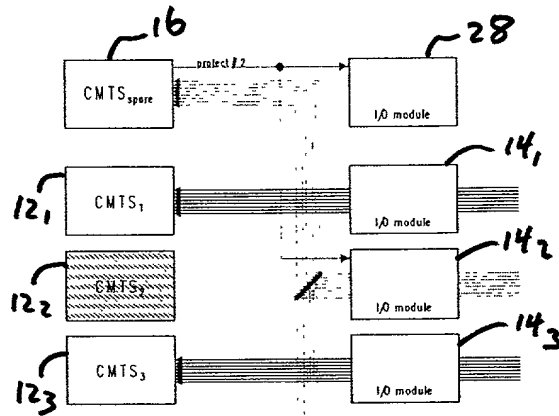 16
28
protect #2
CMTSspare
I/O module
14₁
12₁
CMTS₁
I/O module
14₂
12₂
CMTS₂
I/O module
14₃
12₃
CMTS₃
I/O module